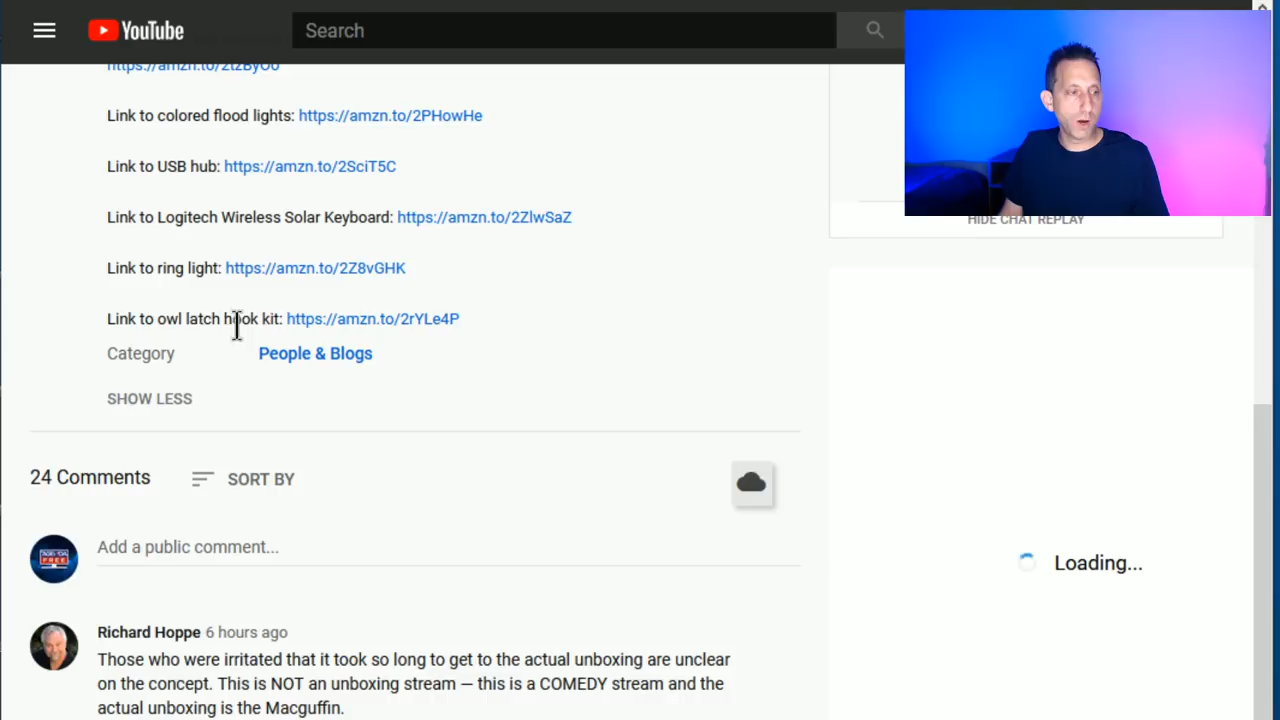 YouTube
Search
https://amzn.to/2tzByO0
Link to colored flood lights: https://amzn.to/2PHowHe
Link to USB hub: https://amzn.to/2SciT5C
Link to Logitech Wireless Solar Keyboard: https://amzn.to/2ZlwSaZ
HIDE CHAT REPLAY
Link to ring light: https://amzn.to/2Z8vGHK
Link to owl latch hook kit: https://amzn.to/2rYLe4P
Category People & Blogs
SHOW LESS
24 Comments SORT BY
Add a public comment...
Loading...
Richard Hoppe 6 hours ago
Those who were irritated that it took so long to get to the actual unboxing are unclear
on the concept. This is NOT an unboxing stream — this is a COMEDY stream and the
actual unboxing is the Macguffin.